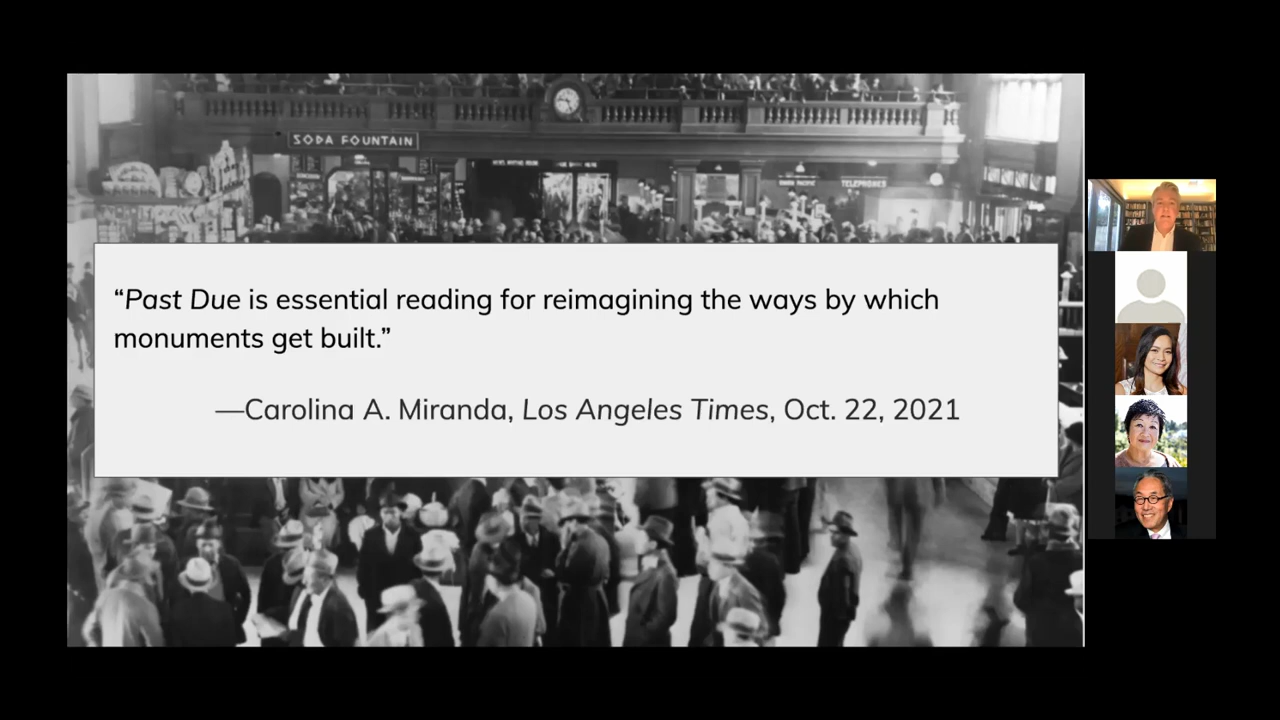 SODA FOUNTAIN
TELEPHONES
“Past Due is essential reading for reimagining the ways by which
monuments get built.”
—Carolina A. Miranda, Los Angeles Times, Oct. 22, 2021